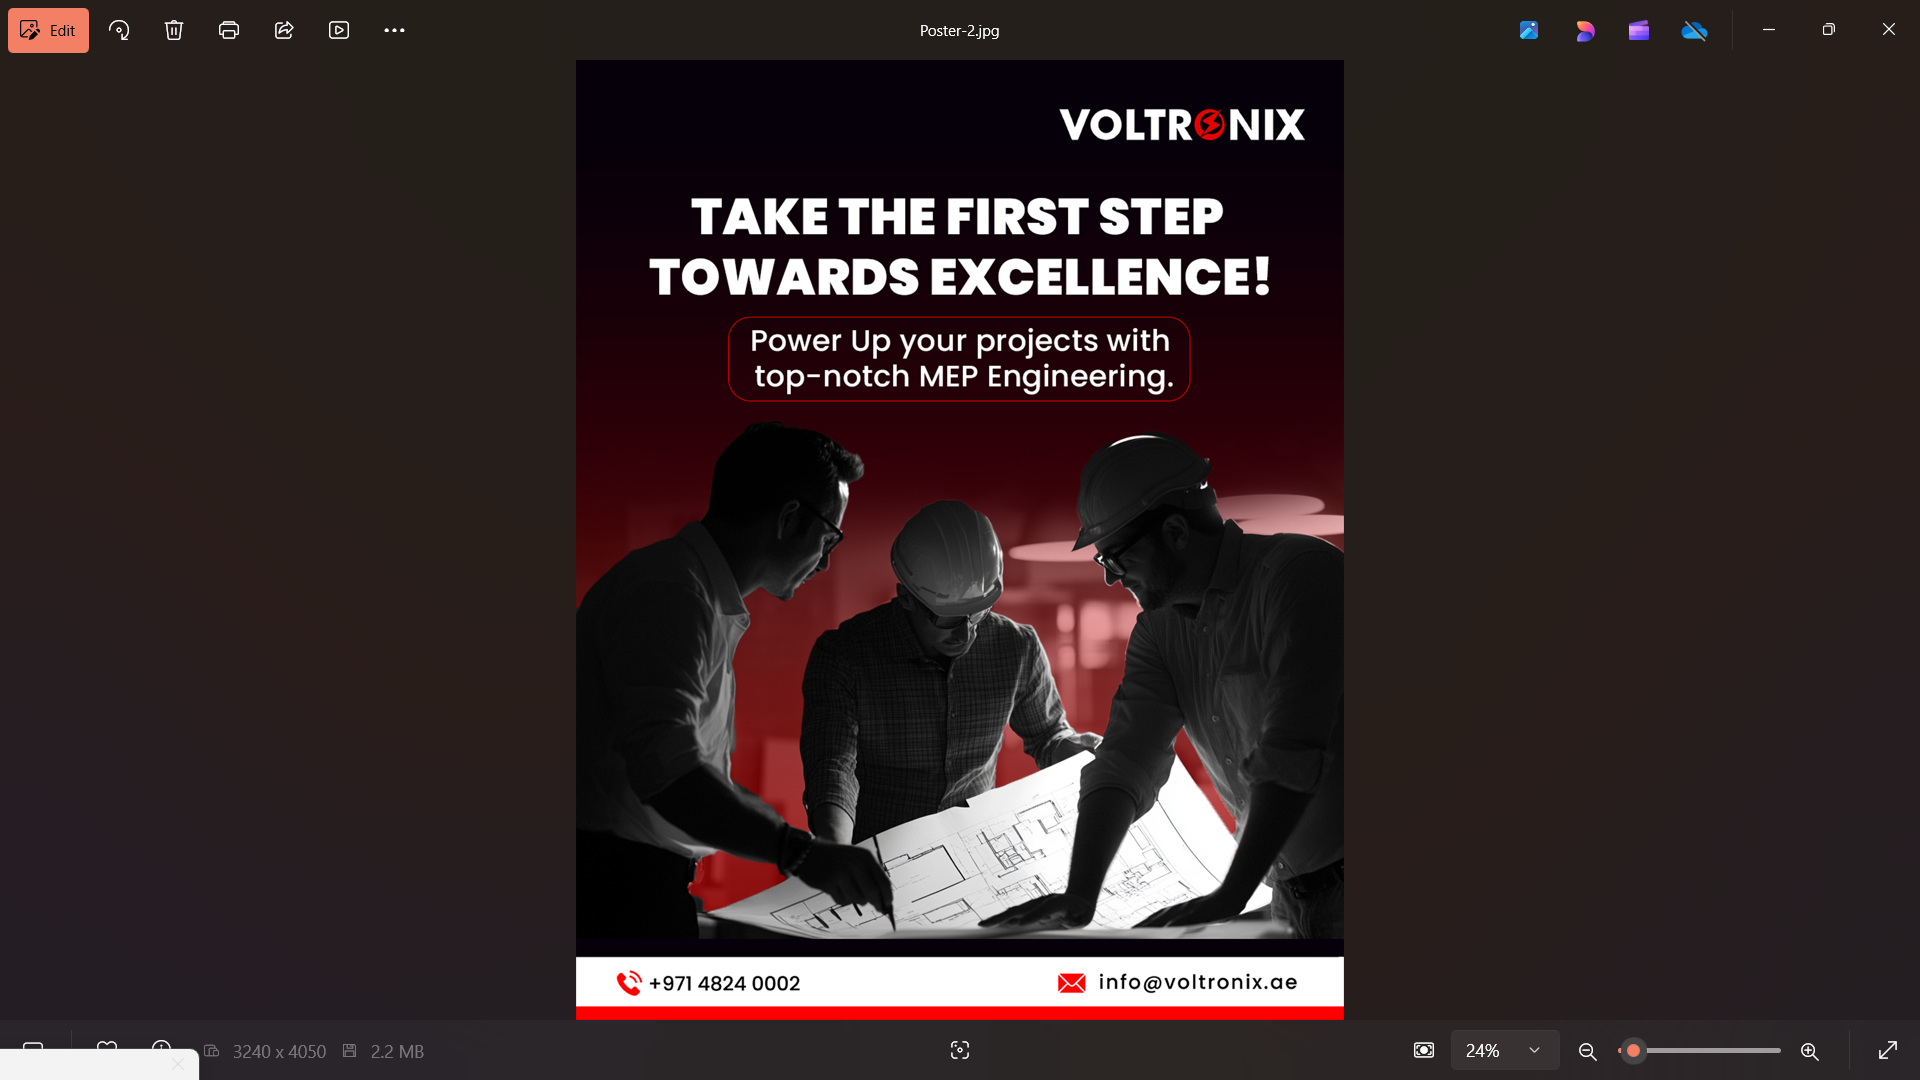 Edit
Poster-2.jpg
VOLTRONIX
TAKE THE FIRST STEP
TOWARDS EXCELLENCE!
Power Up your projects with
top-notch MEP Engineering.
+971 4824 0002
info@voltronix.ae
3240 x 4050
2.2 MB
24%